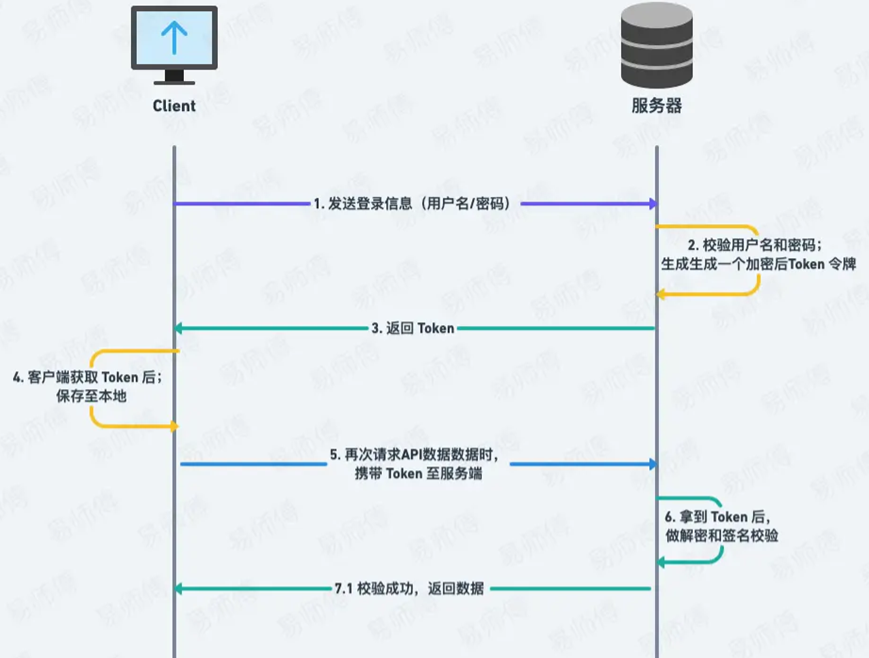 Client
服务器
1. 发送登录信息（用户名/密码）
2. 校验用户名和密码；
生成生成一个加密后Token 令牌
3. 返回 Token
4. 客户端获取 Token 后；
保存至本地
5. 再次请求API数据数据时，
携带 Token 至服务端
6. 拿到 Token 后，
做解密和签名校验
7.1 校验成功，返回数据
易师傅